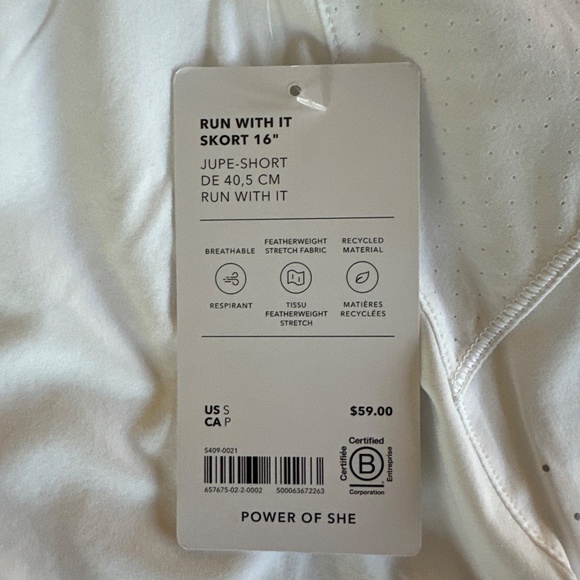 RUN WITH IT
SKORT 16"
JUPE-SHORT
DE 40,5 CM
RUN WITH IT
BREATHABLE
RESPIRANT
FEATHERWEIGHT
STRETCH FABRIC
TISSU
FEATHERWEIGHT
STRETCH
RECYCLED
MATERIAL
MATIÈRES
RECYCLÉES
US S
CA P
$59.00
S409-0021
657675-02-2-0002 500063672263
Certified
Certifiée
B
Entreprise
Corporation
POWER OF SHE